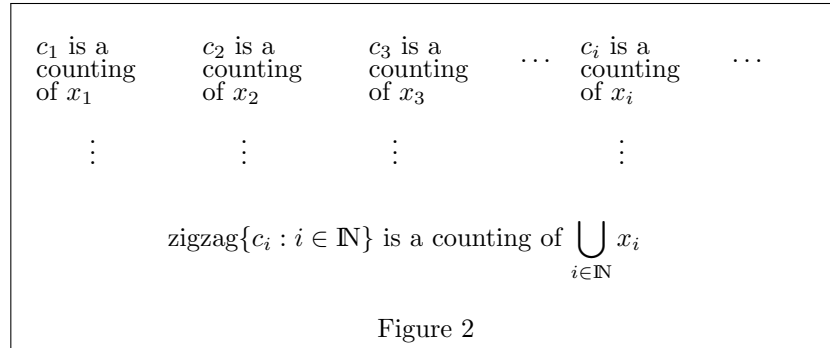 c₁ is a counting of x₁
c₂ is a counting of x₂
c₃ is a counting of x₃
⋯
cᵢ is a counting of xᵢ
⋯
⋮ ⋮ ⋮ ⋮
zigzag{cᵢ : i ∈ ℕ} is a counting of ⋃_{i∈ℕ} xᵢ
Figure 2